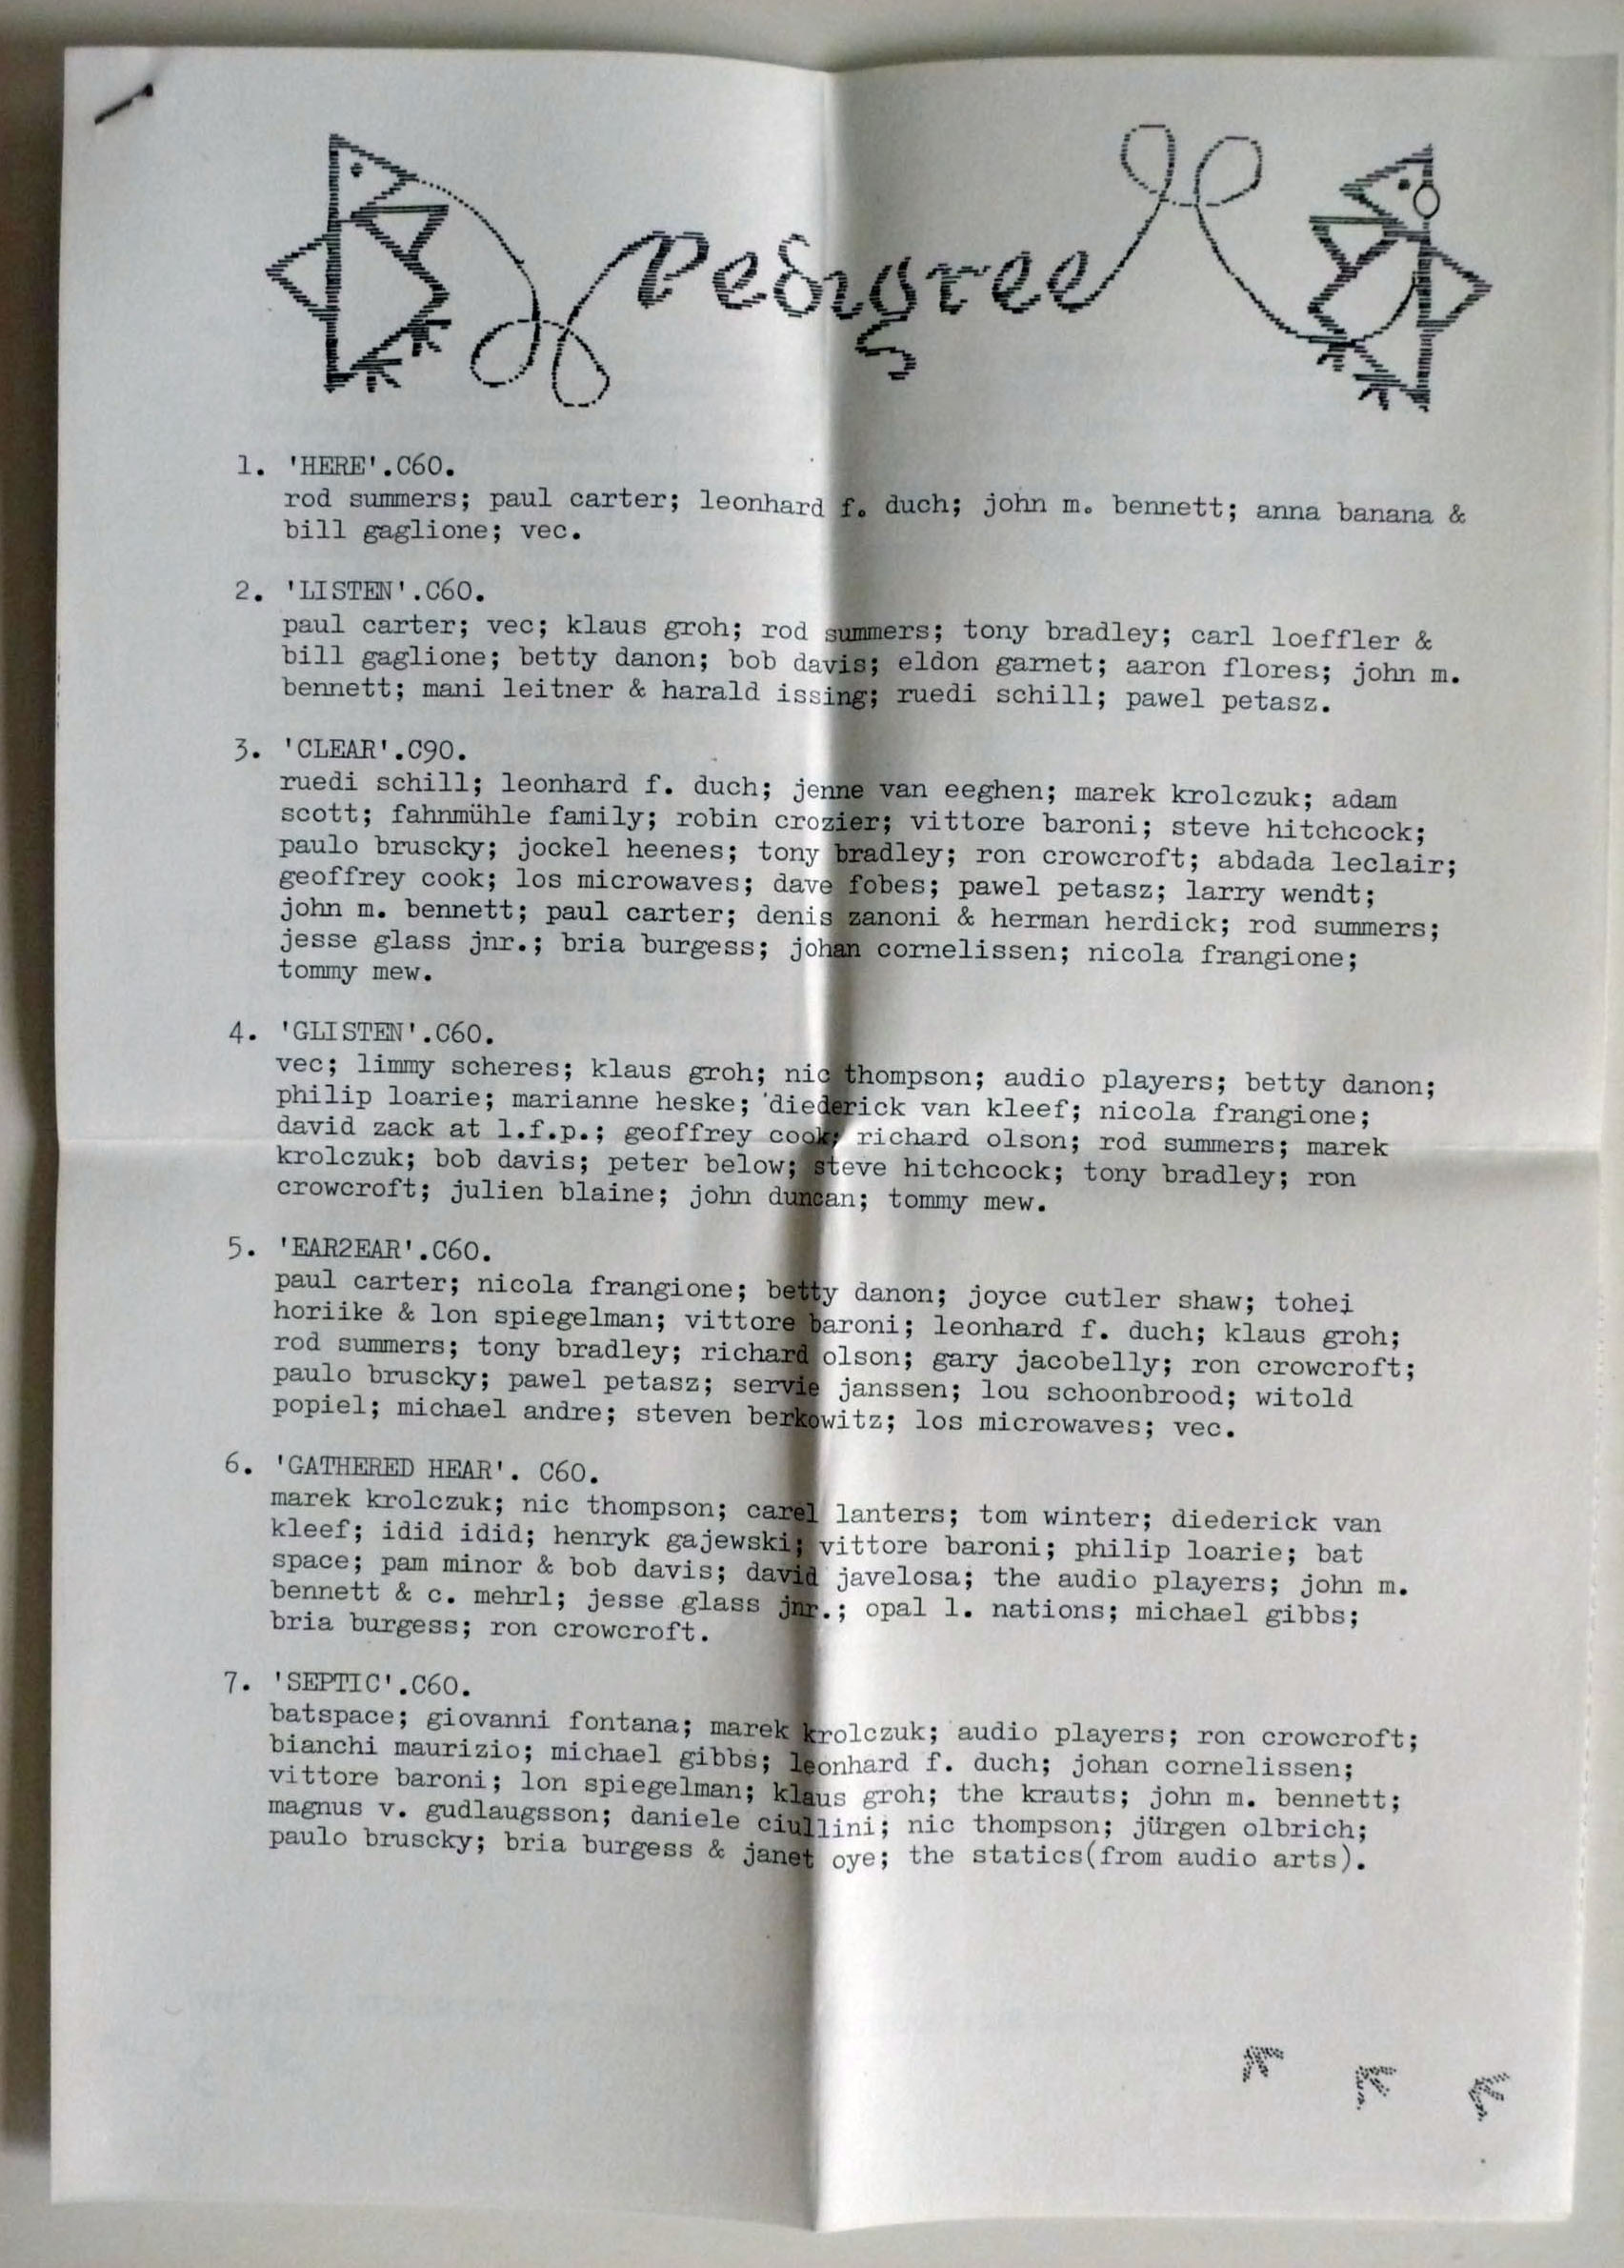 Pedigree
1. 'HERE'.C60.
rod summers; paul carter; leonhard f. duch; john m. bennett; anna banana &
bill gaglione; vec.
2. 'LISTEN'.C60.
paul carter; vec; klaus groh; rod summers; tony bradley; carl loeffler &
bill gaglione; betty danon; bob davis; eldon garnet; aaron flores; john m.
bennett; mani leitner & harald issing; ruedi schill; pawel petasz.
3. 'CLEAR'.C90.
ruedi schill; leonhard f. duch; jenne van eeghen; marek krolczuk; adam
scott; fahnmühle family; robin crozier; vittore baroni; steve hitchcock;
paulo bruscky; jockel heenes; tony bradley; ron crowcroft; abdada leclair;
geoffrey cook; los microwaves; dave fobes; pawel petasz; larry wendt;
john m. bennett; paul carter; denis zanoni & herman herdick; rod summers;
jesse glass jnr.; bria burgess; johan cornelissen; nicola frangione;
tommy mew.
4. 'GLISTEN'.C60.
vec; limmy scheres; klaus groh; nic thompson; audio players; betty danon;
philip loarie; marianne heske; diederick van kleef; nicola frangione;
david zack at l.f.p.; geoffrey cook; richard olson; rod summers; marek
krolczuk; bob davis; peter below; steve hitchcock; tony bradley; ron
crowcroft; julien blaine; john duncan; tommy mew.
5. 'EAR2EAR'.C60.
paul carter; nicola frangione; betty danon; joyce cutler shaw; tohei
horiike & lon spiegelman; vittore baroni; leonhard f. duch; klaus groh;
rod summers; tony bradley; richard olson; gary jacobelly; ron crowcroft;
paulo bruscky; pawel petasz; servie janssen; lou schoonbrood; witold
popiel; michael andre; steven berkowitz; los microwaves; vec.
6. 'GATHERED HEAR'. C60.
marek krolczuk; nic thompson; carel lanters; tom winter; diederick van
kleef; idid idid; henryk gajewski; vittore baroni; philip loarie; bat
space; pam minor & bob davis; david javelosa; the audio players; john m.
bennett & c. mehrl; jesse glass jnr.; opal l. nations; michael gibbs;
bria burgess; ron crowcroft.
7. 'SEPTIC'.C60.
batspace; giovanni fontana; marek krolczuk; audio players; ron crowcroft;
bianchi maurizio; michael gibbs; leonhard f. duch; johan cornelissen;
vittore baroni; lon spiegelman; klaus groh; the krauts; john m. bennett;
magnus v. gudlaugsson; daniele ciullini; nic thompson; jürgen olbrich;
paulo bruscky; bria burgess & janet oye; the statics(from audio arts).